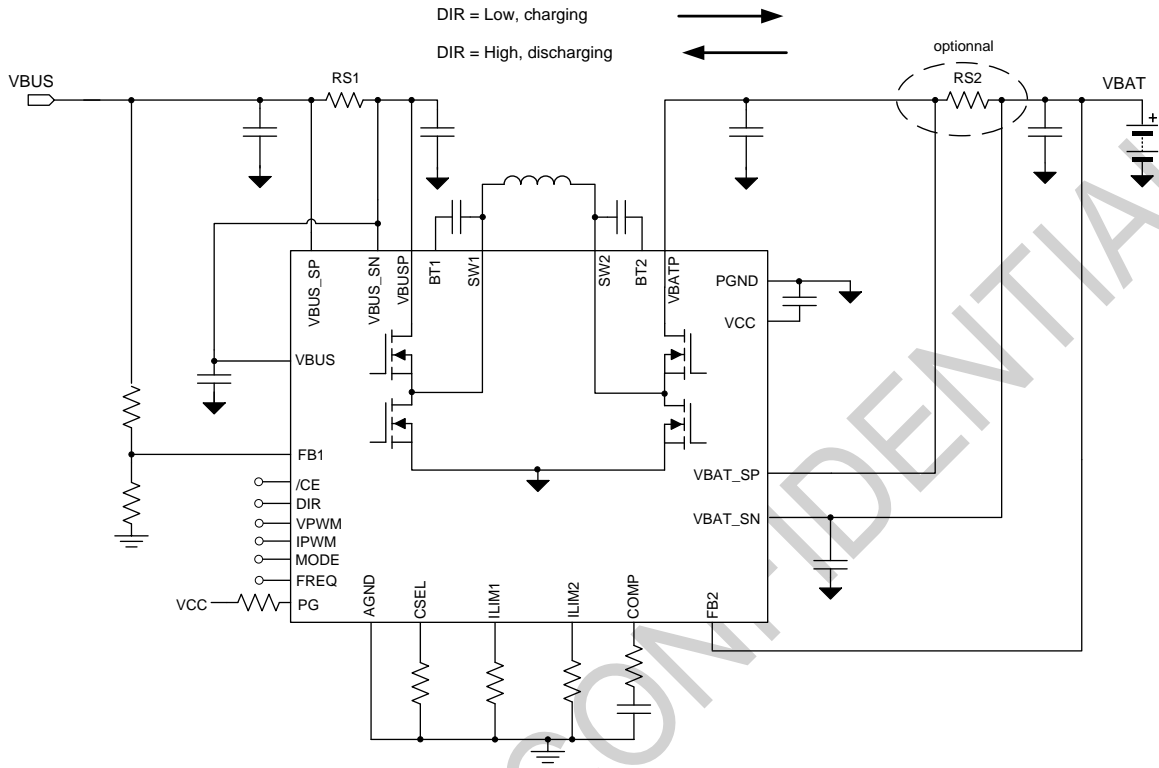 DIR = Low, charging
DIR = High, discharging
optionnal
VBUS
RS1
RS2
VBAT
+
VBUS_SP
VBUS_SN
VBUSP
BT1
SW1
SW2
BT2
VBATP
PGND
VCC
VBUS
FB1
/CE
DIR
VPWM
IPWM
MODE
FREQ
VCC
PG
VBAT_SP
VBAT_SN
AGND
CSEL
ILIM1
ILIM2
COMP
FB2
CONFIDENTIAL